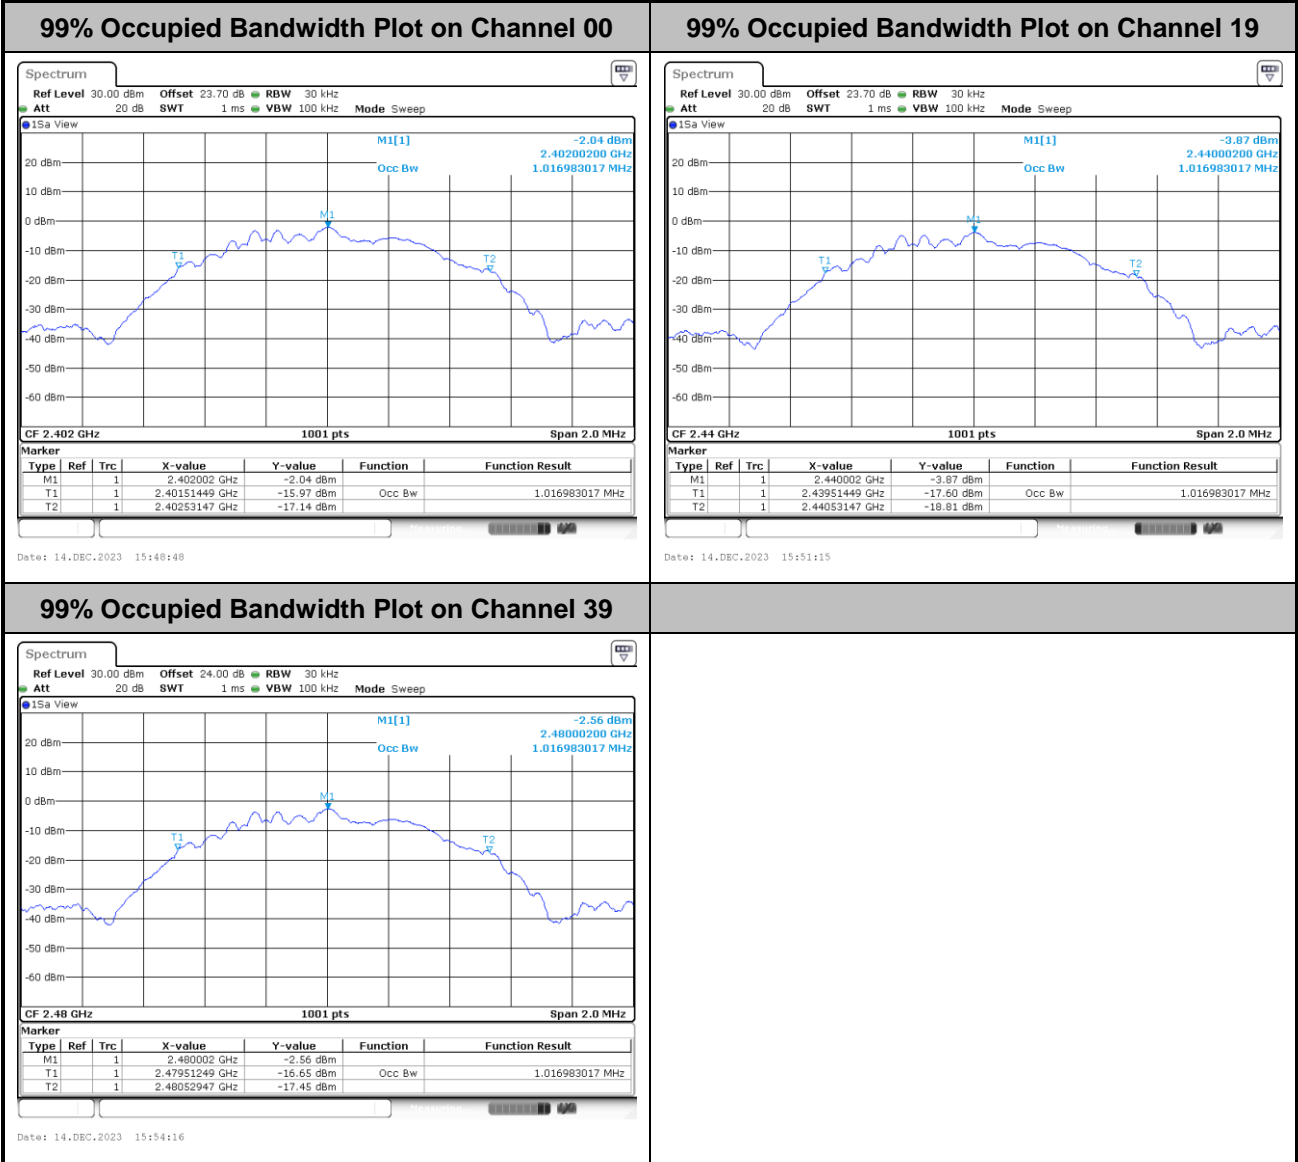 99% Occupied Bandwidth Plot on Channel 00
Spectrum
Ref Level 30.00 dBm Offset 23.70 dB RBW 30 kHz
Att 20 dB SWT 1 ms VBW 100 kHz Mode Sweep
1Sa View
M1[1] -2.04 dBm
2.40200200 GHz
Occ Bw 1.016983017 MHz
20 dBm
10 dBm
0 dBm
-10 dBm
-20 dBm
-30 dBm
-40 dBm
-50 dBm
-60 dBm
M1
T1
T2
CF 2.402 GHz 1001 pts Span 2.0 MHz
Marker
Type Ref Trc X-value Y-value Function Function Result
M1 1 2.402002 GHz -2.04 dBm
T1 1 2.40151449 GHz -15.97 dBm Occ Bw 1.016983017 MHz
T2 1 2.40253147 GHz -17.14 dBm
Date: 14.DEC.2023 15:48:48
99% Occupied Bandwidth Plot on Channel 19
Spectrum
Ref Level 30.00 dBm Offset 23.70 dB RBW 30 kHz
Att 20 dB SWT 1 ms VBW 100 kHz Mode Sweep
1Sa View
M1[1] -3.87 dBm
2.44000200 GHz
Occ Bw 1.016983017 MHz
20 dBm
10 dBm
0 dBm
-10 dBm
-20 dBm
-30 dBm
-40 dBm
-50 dBm
-60 dBm
M1
T1
T2
CF 2.44 GHz 1001 pts Span 2.0 MHz
Marker
Type Ref Trc X-value Y-value Function Function Result
M1 1 2.440002 GHz -3.87 dBm
T1 1 2.43951449 GHz -17.60 dBm Occ Bw 1.016983017 MHz
T2 1 2.44053147 GHz -18.81 dBm
Date: 14.DEC.2023 15:51:15
99% Occupied Bandwidth Plot on Channel 39
Spectrum
Ref Level 30.00 dBm Offset 24.00 dB RBW 30 kHz
Att 20 dB SWT 1 ms VBW 100 kHz Mode Sweep
1Sa View
M1[1] -2.56 dBm
2.48000200 GHz
Occ Bw 1.016983017 MHz
20 dBm
10 dBm
0 dBm
-10 dBm
-20 dBm
-30 dBm
-40 dBm
-50 dBm
-60 dBm
M1
T1
T2
CF 2.48 GHz 1001 pts Span 2.0 MHz
Marker
Type Ref Trc X-value Y-value Function Function Result
M1 1 2.480002 GHz -2.56 dBm
T1 1 2.47951249 GHz -16.65 dBm Occ Bw 1.016983017 MHz
T2 1 2.48052947 GHz -17.45 dBm
Date: 14.DEC.2023 15:54:16